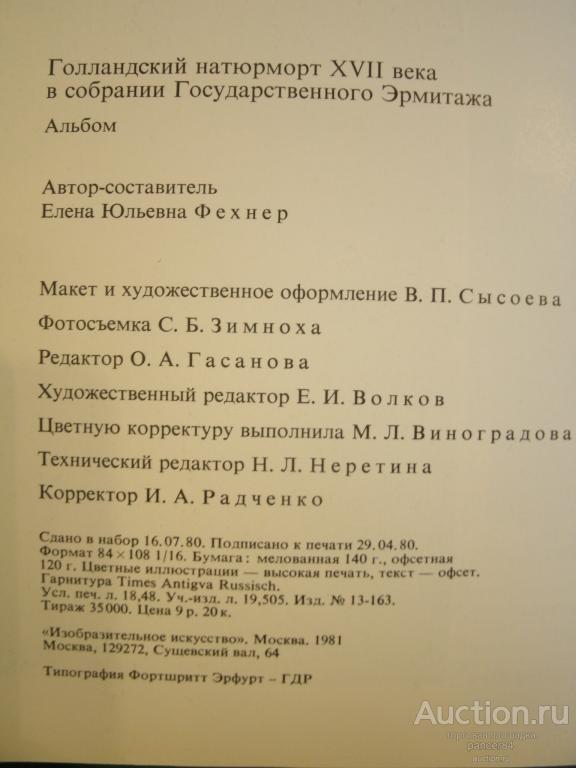 Голландский натюрморт XVII века
в собрании Государственного Эрмитажа
Альбом
Автор-составитель
Елена Юльевна Фехнер
Макет и художественное оформление В. П. Сысоева
Фотосъемка С. Б. Зимноха
Редактор О. А. Гасанова
Художественный редактор Е. И. Волков
Цветную корректуру выполнила М. Л. Виноградова
Технический редактор Н. Л. Неретина
Корректор И. А. Радченко
Сдано в набор 16.07.80. Подписано к печати 29.04.80.
Формат 84×108 1/16. Бумага: мелованная 140 г., офсетная
120 г. Цветные иллюстрации — высокая печать, текст — офсет.
Гарнитура Times Antigva Russisch.
Усл. печ. л. 18,48. Уч.-изд. л. 19,505. Изд. № 13-163.
Тираж 35000. Цена 9 р. 20 к.
«Изобразительное искусство». Москва. 1981
Москва, 129272, Сущевский вал, 64
Типография Фортшритт Эрфурт – ГДР
Auction.ru
торговая площадка
pancer64
auction.ru